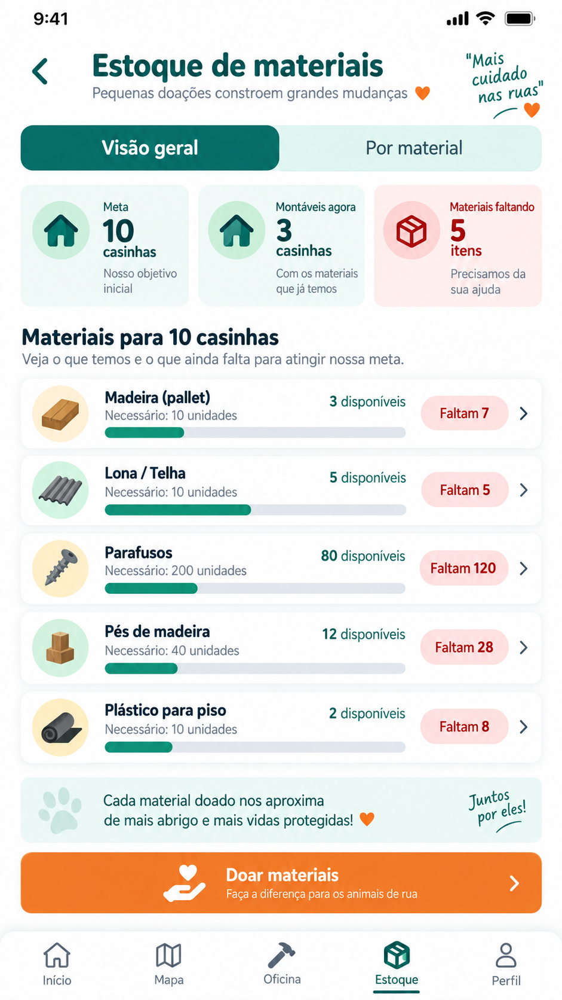 9:41
Estoque de materiais
Pequenas doações constroem grandes mudanças
"Mais
cuidado
nas ruas"
Visão geral
Por material
Meta
10
casinhas
Nosso objetivo
inicial
Montáveis agora
3
casinhas
Com os materiais
que já temos
Materiais faltando
5
itens
Precisamos da
sua ajuda
Materiais para 10 casinhas
Veja o que temos e o que ainda falta para atingir nossa meta.
Madeira (pallet)
Necessário: 10 unidades
3 disponíveis
Faltam 7
Lona / Telha
Necessário: 10 unidades
5 disponíveis
Faltam 5
Parafusos
Necessário: 200 unidades
80 disponíveis
Faltam 120
Pés de madeira
Necessário: 40 unidades
12 disponíveis
Faltam 28
Plástico para piso
Necessário: 10 unidades
2 disponíveis
Faltam 8
Cada material doado nos aproxima
de mais abrigo e mais vidas protegidas!
Juntos
por eles!
Doar materiais
Faça a diferença para os animais de rua
Início
Mapa
Oficina
Estoque
Perfil